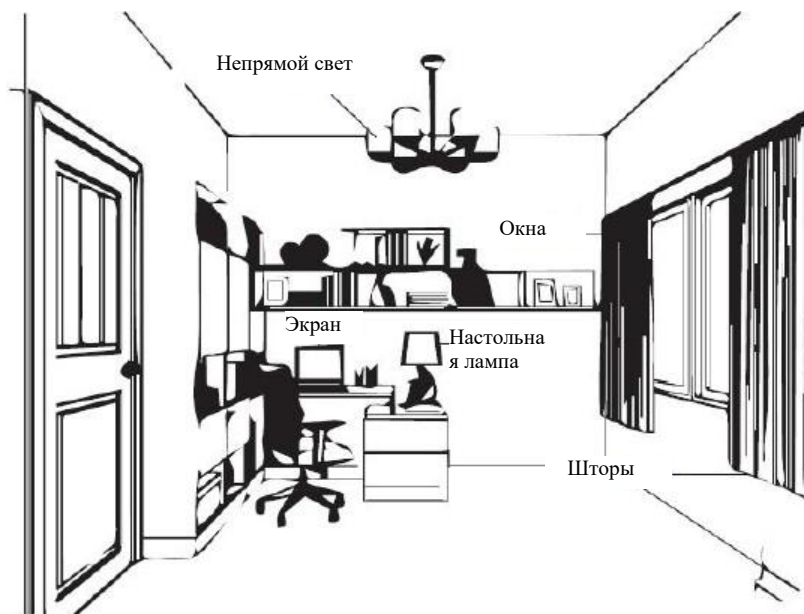 Непрямой свет
Окна
Экран
Настольна
я лампа
Шторы